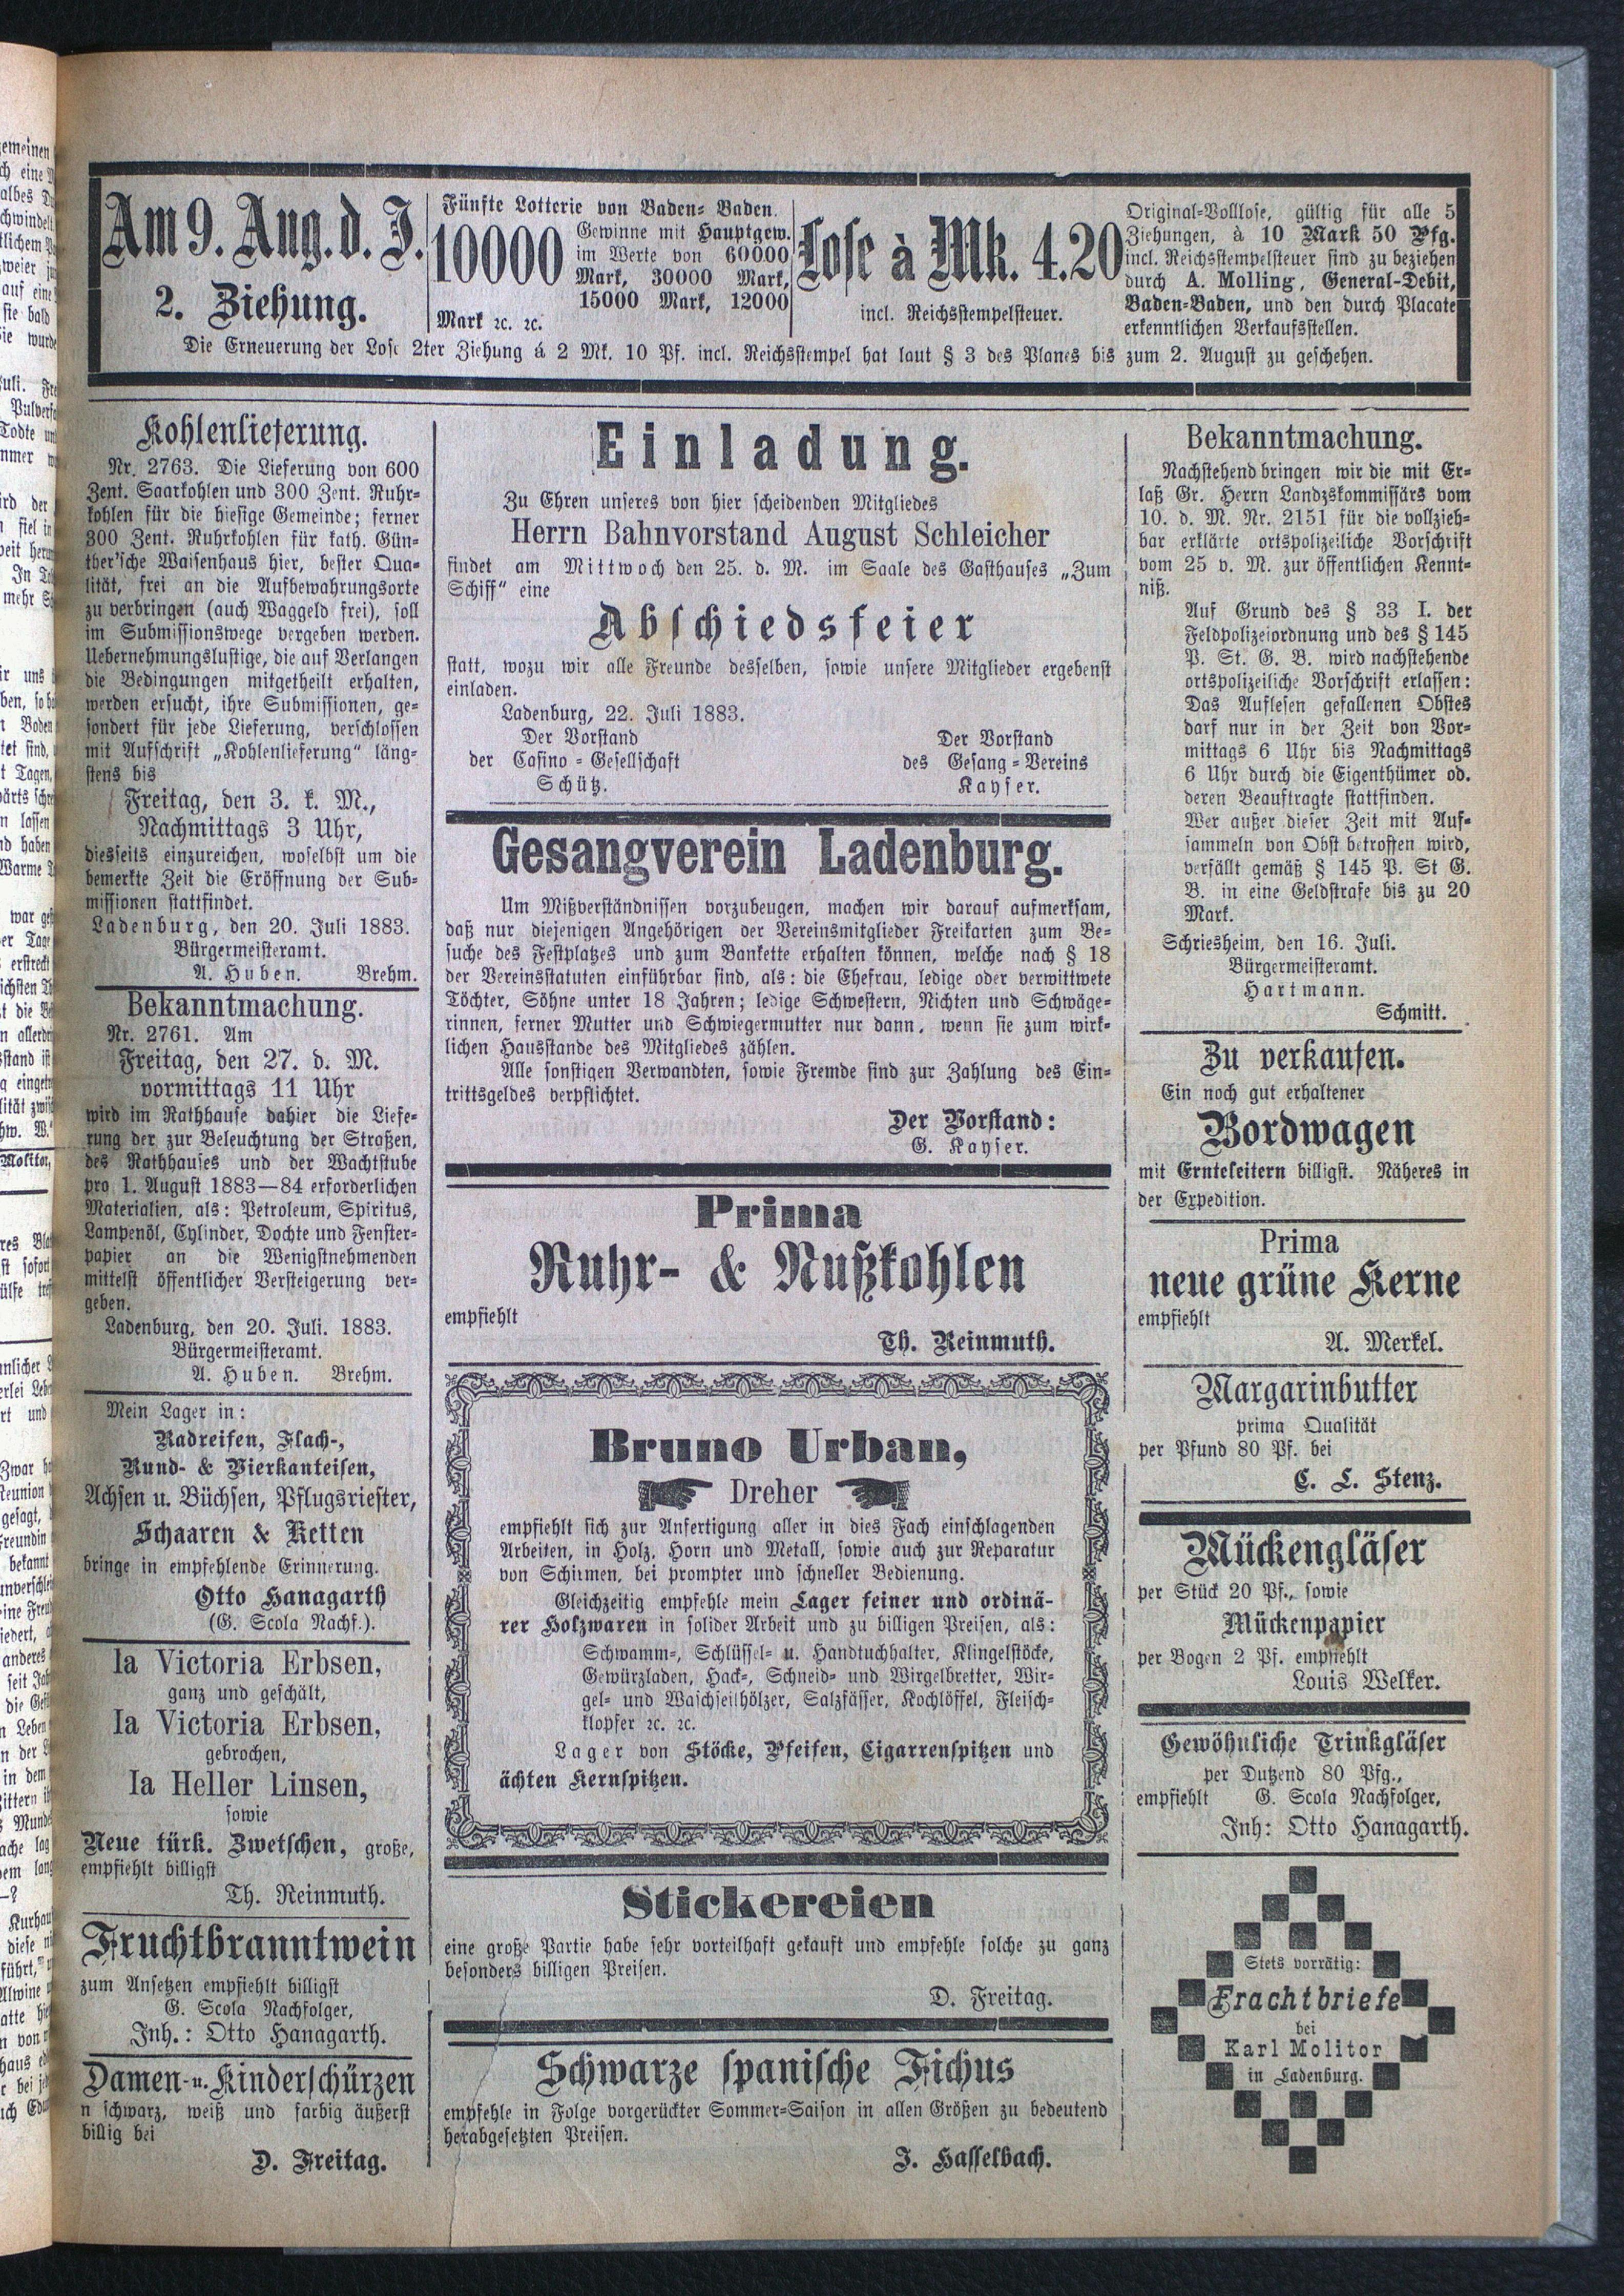 Am 9. Aug. d. J.
2. Ziehung.
Fünfte Lotterie von Baden-Baden.
10000
Gewinne mit Hauptgew.
im Werte von 60000
Mark, 30000 Mark,
15000 Mark, 12000
Mark ꝛc. ꝛc.
Lose à Mk. 4.20
incl. Reichsstempelsteuer.
Original-Volllose, gültig für alle 5
Ziehungen, à 10 Mark 50 Pfg.
incl. Reichsstempelsteuer sind zu beziehen
durch A. Molling, General-Debit,
Baden-Baden, und den durch Placate
erkenntlichen Verkaufsstellen.
Die Erneuerung der Lose 2ter Ziehung á 2 Mk. 10 Pf. incl. Reichsstempel hat laut § 3 des Planes bis zum 2. August zu geschehen.
Kohlenlieferung.
Nr. 2763. Die Lieferung von 600
Zent. Saarkohlen und 300 Zent. Ruhr-
kohlen für die hiesige Gemeinde; ferner
300 Zent. Ruhrkohlen für kath. Gün-
ther'sche Waisenhaus hier, bester Qua-
lität, frei an die Aufbewahrungsorte
zu verbringen (auch Waggeld frei), soll
im Submissionswege vergeben werden.
Uebernehmungslustige, die auf Verlangen
die Bedingungen mitgetheilt erhalten,
werden ersucht, ihre Submissionen, ge-
sondert für jede Lieferung, verschlossen
mit Aufschrift „Kohlenlieferung“ läng-
stens bis
Freitag, den 3. k. M.,
Nachmittags 3 Uhr,
diesseits einzureichen, woselbst um die
bemerkte Zeit die Eröffnung der Sub-
missionen stattfindet.
Ladenburg, den 20. Juli 1883.
Bürgermeisteramt.
A. Huben. Brehm.
Bekanntmachung.
Nr. 2761. Am
Freitag, den 27. d. M.
vormittags 11 Uhr
wird im Rathhause dahier die Liefe-
rung der zur Beleuchtung der Straßen,
des Rathhauses und der Wachtstube
pro 1. August 1883—84 erforderlichen
Materialien, als: Petroleum, Spiritus,
Lampenöl, Cylinder, Dochte und Fenster-
papier an die Wenigstnehmenden
mittelst öffentlicher Versteigerung ver-
geben.
Ladenburg, den 20. Juli. 1883.
Bürgermeisteramt.
A. Huben. Brehm.
Mein Lager in:
Radreifen, Flach-,
Rund- & Vierkanteisen,
Achsen u. Büchsen, Pflugsriester,
Schaaren & Ketten
bringe in empfehlende Erinnerung.
Otto Hanagarth
(G. Scola Nachf.).
Ia Victoria Erbsen,
ganz und geschält,
Ia Victoria Erbsen,
gebrochen,
Ia Heller Linsen,
sowie
Neue türk. Zwetschen, große,
empfiehlt billigst
Th. Reinmuth.
Fruchtbranntwein
zum Ansetzen empfiehlt billigst
G. Scola Nachfolger,
Inh.: Otto Hanagarth.
Damen- u. Kinderschürzen
n schwarz, weiß und farbig äußerst
billig bei
D. Freitag.
Einladung.
Zu Ehren unseres von hier scheidenden Mitgliedes
Herrn Bahnvorstand August Schleicher
findet am Mittwoch den 25. d. M. im Saale des Gasthauses „Zum
Schiff“ eine
Abschiedsfeier
statt, wozu wir alle Freunde desselben, sowie unsere Mitglieder ergebenst
einladen.
Ladenburg, 22. Juli 1883.
Der Vorstand Der Vorstand
der Casino-Gesellschaft des Gesang-Vereins
Schütz. Kayser.
Gesangverein Ladenburg.
Um Mißverständnissen vorzubeugen, machen wir darauf aufmerksam,
daß nur diejenigen Angehörigen der Vereinsmitglieder Freikarten zum Be-
suche des Festplatzes und zum Bankette erhalten können, welche nach § 18
der Vereinsstatuten einführbar sind, als: die Ehefrau, ledige oder verwittwete
Töchter, Söhne unter 18 Jahren; ledige Schwestern, Nichten und Schwäge-
rinnen, ferner Mutter und Schwiegermutter nur dann, wenn sie zum wirk-
lichen Hausstande des Mitgliedes zählen.
Alle sonstigen Verwandten, sowie Fremde sind zur Zahlung des Ein-
trittsgeldes verpflichtet.
Der Vorstand:
G. Kayser.
Prima
Ruhr- & Nußkohlen
empfiehlt
Th. Reinmuth.
Bruno Urban,
Dreher
empfiehlt sich zur Anfertigung aller in dies Fach einschlagenden
Arbeiten, in Holz, Horn und Metall, sowie auch zur Reparatur
von Schirmen, bei prompter und schneller Bedienung.
Gleichzeitig empfehle mein Lager feiner und ordinä-
rer Holzwaren in solider Arbeit und zu billigen Preisen, als:
Schwamm-, Schlüssel- u. Handtuchhalter, Klingelstöcke,
Gewürzladen, Hack-, Schneid- und Wirgelbretter, Wir-
gel- und Waschseilhölzer, Salzfässer, Kochlöffel, Fleisch-
klopfer ꝛc. ꝛc.
Lager von Stöcke, Pfeifen, Cigarrenspitzen und
ächten Kernspitzen.
Stickereien
eine große Partie habe sehr vorteilhaft gekauft und empfehle solche zu ganz
besonders billigen Preisen.
D. Freitag.
Schwarze spanische Fichus
empfehle in Folge vorgerückter Sommer-Saison in allen Größen zu bedeutend
herabgesetzten Preisen.
J. Hasselbach.
Bekanntmachung.
Nachstehend bringen wir die mit Er-
laß Gr. Herrn Landzskommissärs vom
10. d. M. Nr. 2151 für die vollzieh-
bar erklärte ortspolizeiliche Vorschrift
vom 25 v. M. zur öffentlichen Kennt-
niß.
Auf Grund des § 33 I. der
Feldpolizeiordnung und des § 145
P. St. G. B. wird nachstehende
ortspolizeiliche Vorschrift erlassen:
Das Auflesen gefallenen Obstes
darf nur in der Zeit von Vor-
mittags 6 Uhr bis Nachmittags
6 Uhr durch die Eigenthümer od.
deren Beauftragte stattfinden.
Wer außer dieser Zeit mit Auf-
sammeln von Obst betroffen wird,
verfällt gemäß § 145 P. St G.
B. in eine Geldstrafe bis zu 20
Mark.
Schriesheim, den 16. Juli.
Bürgermeisteramt.
Hartmann.
Schmitt.
Zu verkaufen.
Ein noch gut erhaltener
Bordwagen
mit Ernteleitern billigst. Näheres in
der Expedition.
Prima
neue grüne Kerne
empfiehlt
A. Merkel.
Margarinbutter
prima Qualität
per Pfund 80 Pf. bei
C. L. Stenz.
Mückengläser
per Stück 20 Pf., sowie
Mückenpapier
per Bogen 2 Pf. empfiehlt
Louis Welker.
Gewöhnliche Trinkgläser
per Dutzend 80 Pfg.,
empfiehlt G. Scola Nachfolger,
Inh: Otto Hanagarth.
Stets vorrätig:
Frachtbriefe
bei
Karl Molitor
in Ladenburg.